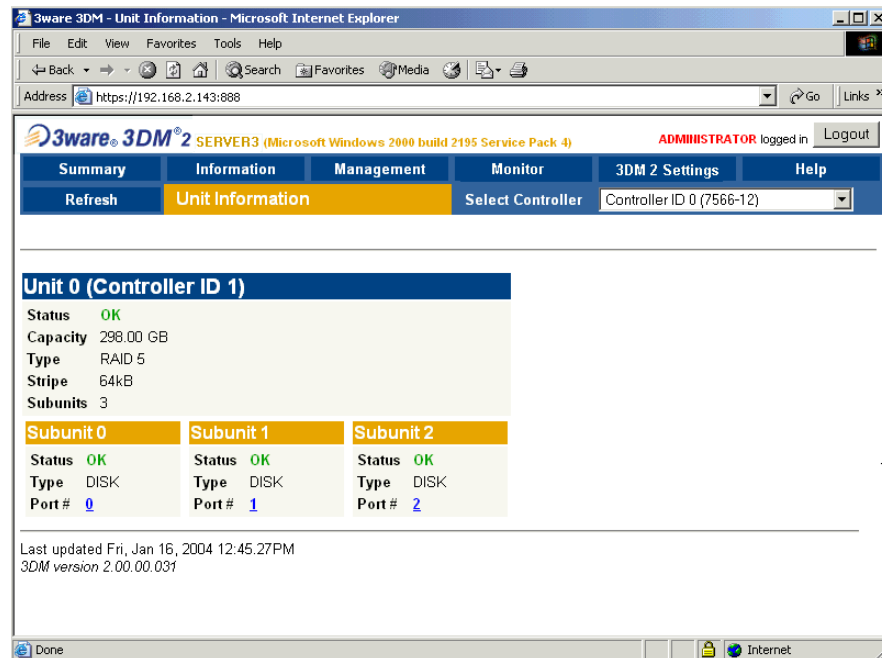 3ware 3DM - Unit Information - Microsoft Internet Explorer
File Edit View Favorites Tools Help
Back Search Favorites Media
Address https://192.168.2.143:888 Go Links »
3ware® 3DM®2 SERVER3 (Microsoft Windows 2000 build 2195 Service Pack 4) ADMINISTRATOR logged in Logout
Summary Information Management Monitor 3DM 2 Settings Help
Refresh Unit Information Select Controller Controller ID 0 (7566-12)
Unit 0 (Controller ID 1)
Status OK
Capacity 298.00 GB
Type RAID 5
Stripe 64kB
Subunits 3
Subunit 0 Subunit 1 Subunit 2
Status OK Status OK Status OK
Type DISK Type DISK Type DISK
Port # 0 Port # 1 Port # 2
Last updated Fri, Jan 16, 2004 12:45.27PM
3DM version 2.00.00.031
Done Internet